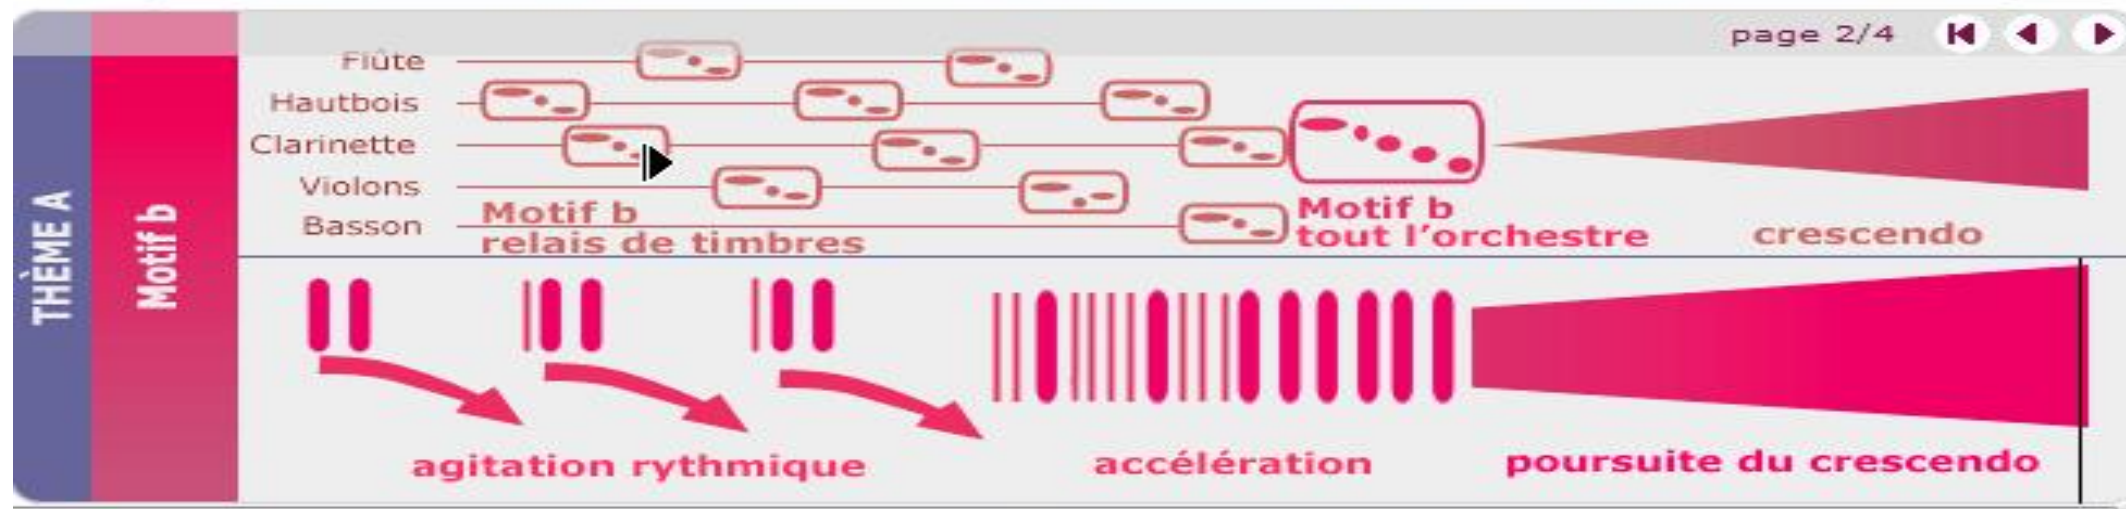 page 2/4
THÈME A
Motif b
Flûte
Hautbois
Clarinette
Violons
Basson
Motif b
relais de timbres
Motif b
tout l'orchestre
crescendo
agitation rythmique
accélération
poursuite du crescendo